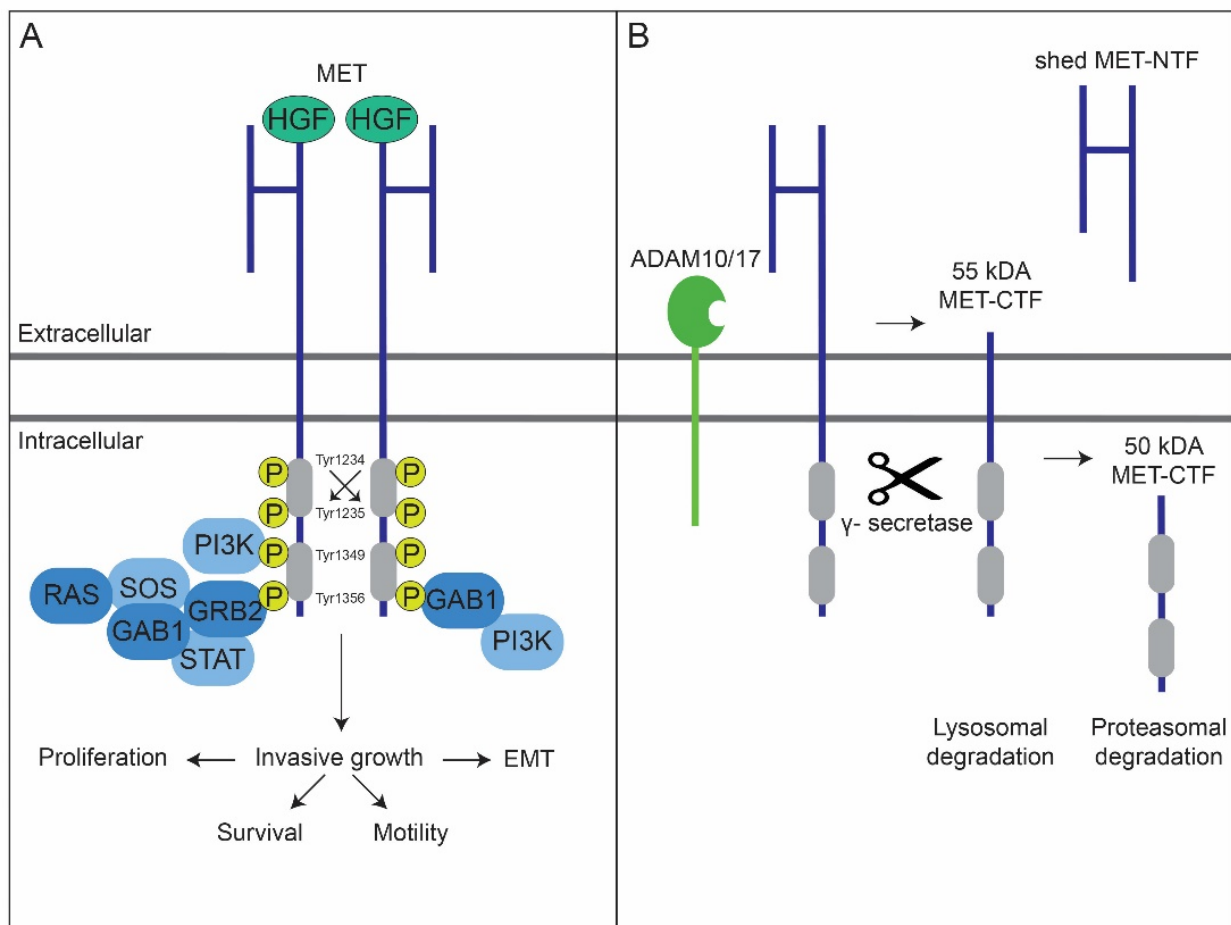 A
MET
HGF
HGF
Extracellular
Intracellular
P
P
Tyr1234
P
P
Tyr1235
PI3K
P
P
Tyr1349
RAS
SOS
GAB1
GRB2
STAT
P
P
Tyr1356
GAB1
PI3K
Proliferation
Invasive growth
EMT
Survival
Motility
B
shed MET-NTF
ADAM10/17
55 kDA
MET-CTF
γ- secretase
50 kDA
MET-CTF
Lysosomal
degradation
Proteasomal
degradation